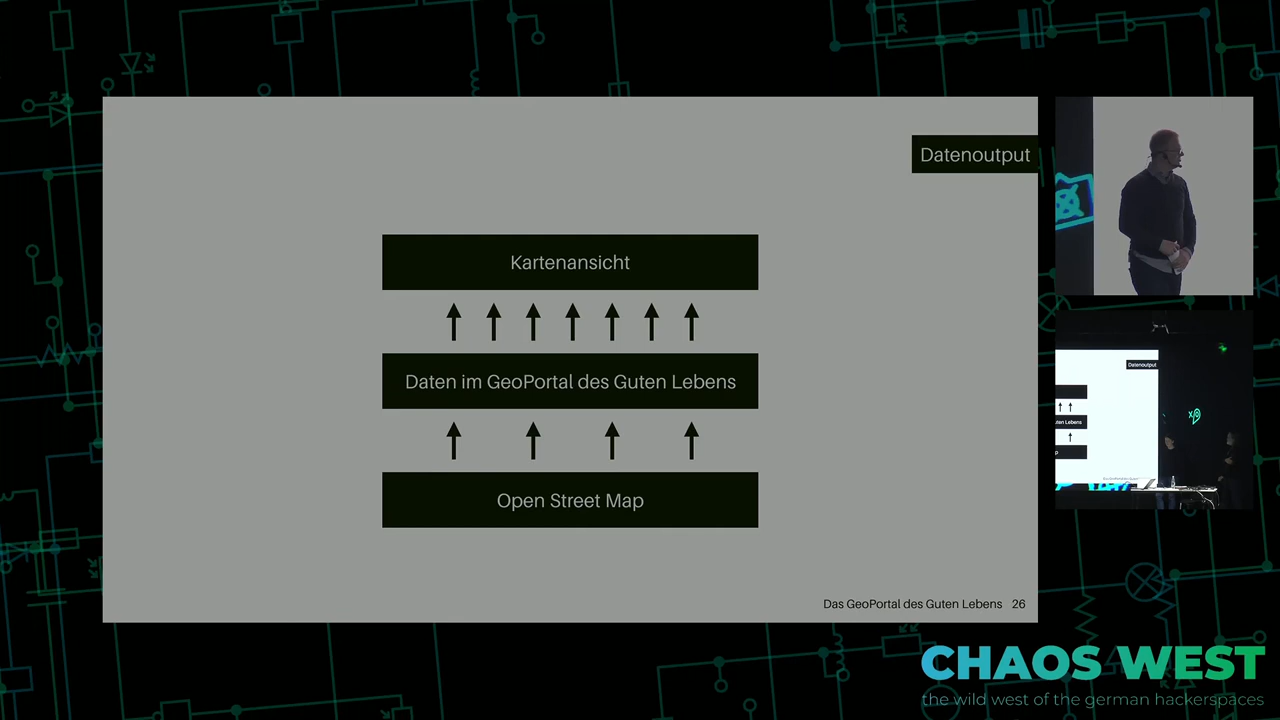 Datenoutput
Kartenansicht
Daten im GeoPortal des Guten Lebens
Open Street Map
Das GeoPortal des Guten Lebens 26
Datenoutput
CHAOS WEST
the wild west of the german hackerspaces